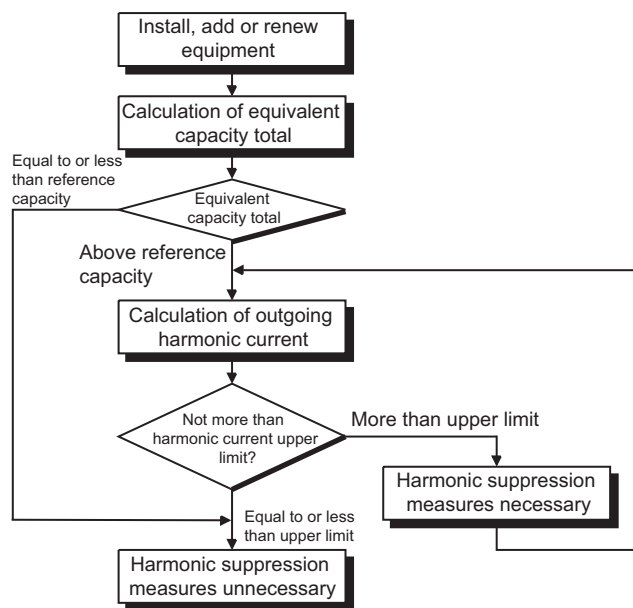 Install, add or renew
equipment
Calculation of equivalent
capacity total
Equal to or less
than reference
capacity
Equivalent
capacity total
Above reference
capacity
Calculation of outgoing
harmonic current
Not more than
harmonic current upper
limit?
More than upper limit
Harmonic suppression
measures necessary
Equal to or less
than upper limit
Harmonic suppression
measures unnecessary